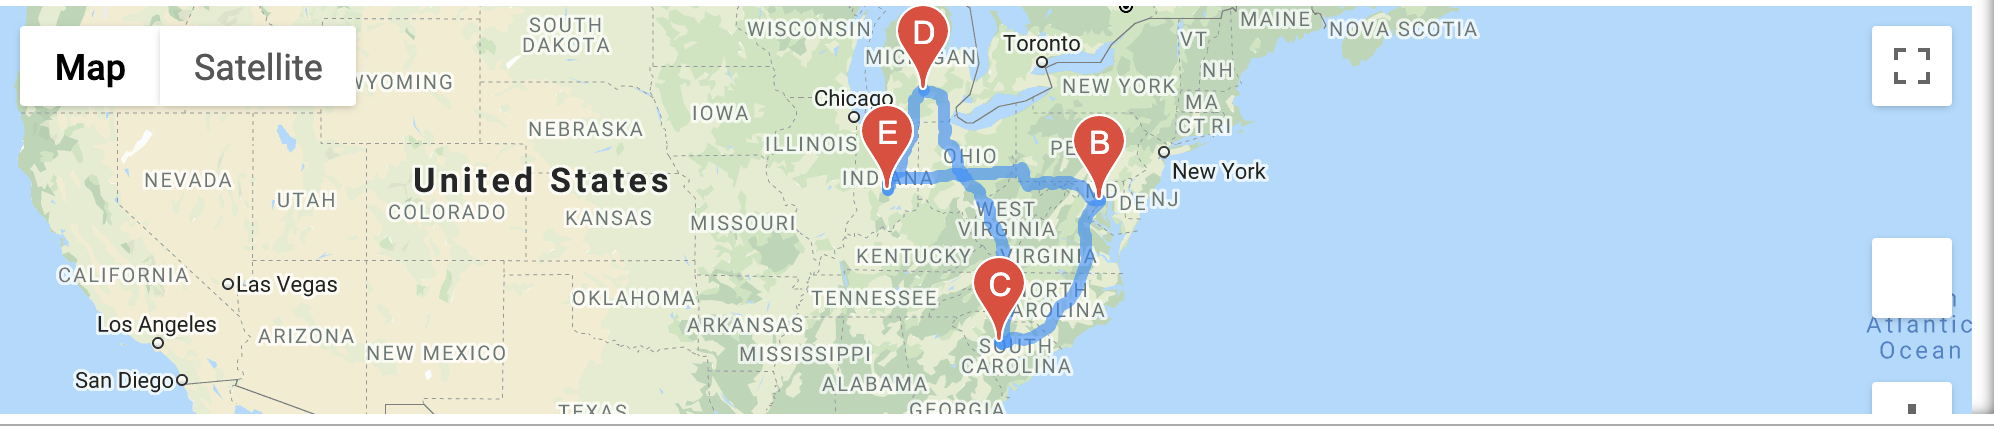 Map
Satellite
SOUTH
DAKOTA
WISCONSIN
D
Toronto
MAINE
NOVA SCOTIA
VT
WYOMING
NH
NEW YORK
MA
CT RI
Chicago
IOWA
NEBRASKA
ILLINOIS
E
OHIO
B
New York
NEVADA
United States
UTAH
COLORADO
KANSAS
MISSOURI
INDIANA
MD
DE
NJ
WEST
VIRGINIA
KENTUCKY
VIRGINIA
CALIFORNIA
Las Vegas
C
OKLAHOMA
TENNESSEE
NORTH
CAROLINA
Los Angeles
ARIZONA
NEW MEXICO
ARKANSAS
MISSISSIPPI
SOUTH
CAROLINA
Atlantic
Ocean
San Diego
ALABAMA
TEXAS
GEORGIA